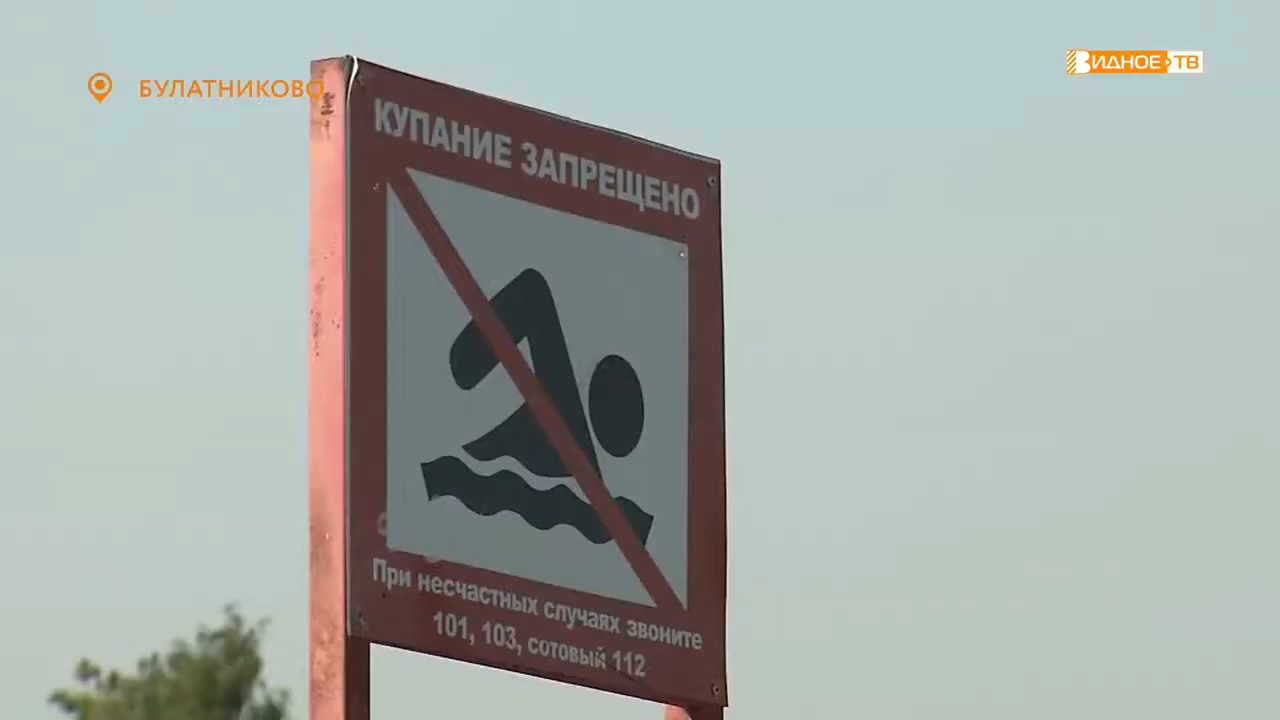 БУЛАТНИКОВО
ВИДНОЕ ТВ
КУПАНИЕ ЗАПРЕЩЕНО
При несчастных случаях звоните
101, 103, сотовый 112